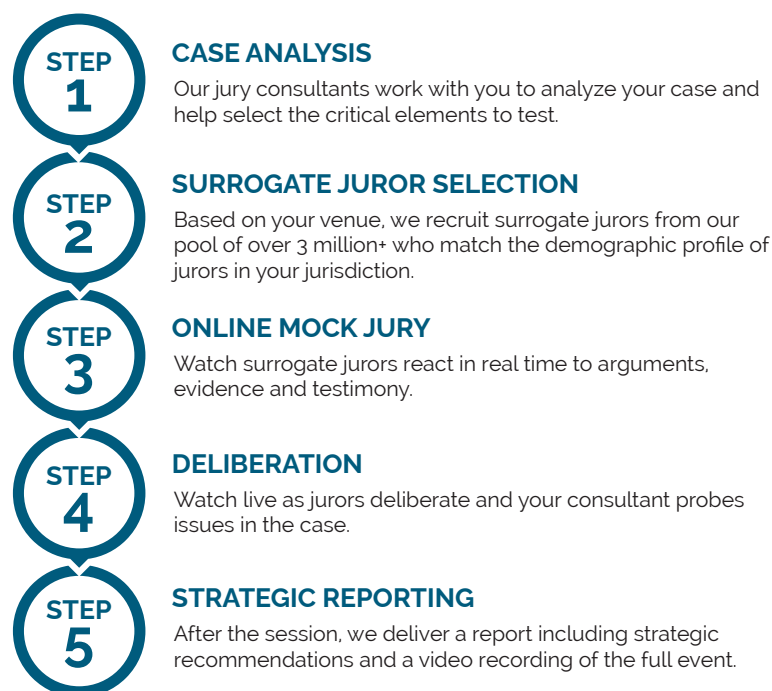 STEP
1
CASE ANALYSIS
Our jury consultants work with you to analyze your case and
help select the critical elements to test.
STEP
2
SURROGATE JUROR SELECTION
Based on your venue, we recruit surrogate jurors from our
pool of over 3 million+ who match the demographic profile of
jurors in your jurisdiction.
STEP
3
ONLINE MOCK JURY
Watch surrogate jurors react in real time to arguments,
evidence and testimony.
STEP
4
DELIBERATION
Watch live as jurors deliberate and your consultant probes
issues in the case.
STEP
5
STRATEGIC REPORTING
After the session, we deliver a report including strategic
recommendations and a video recording of the full event.